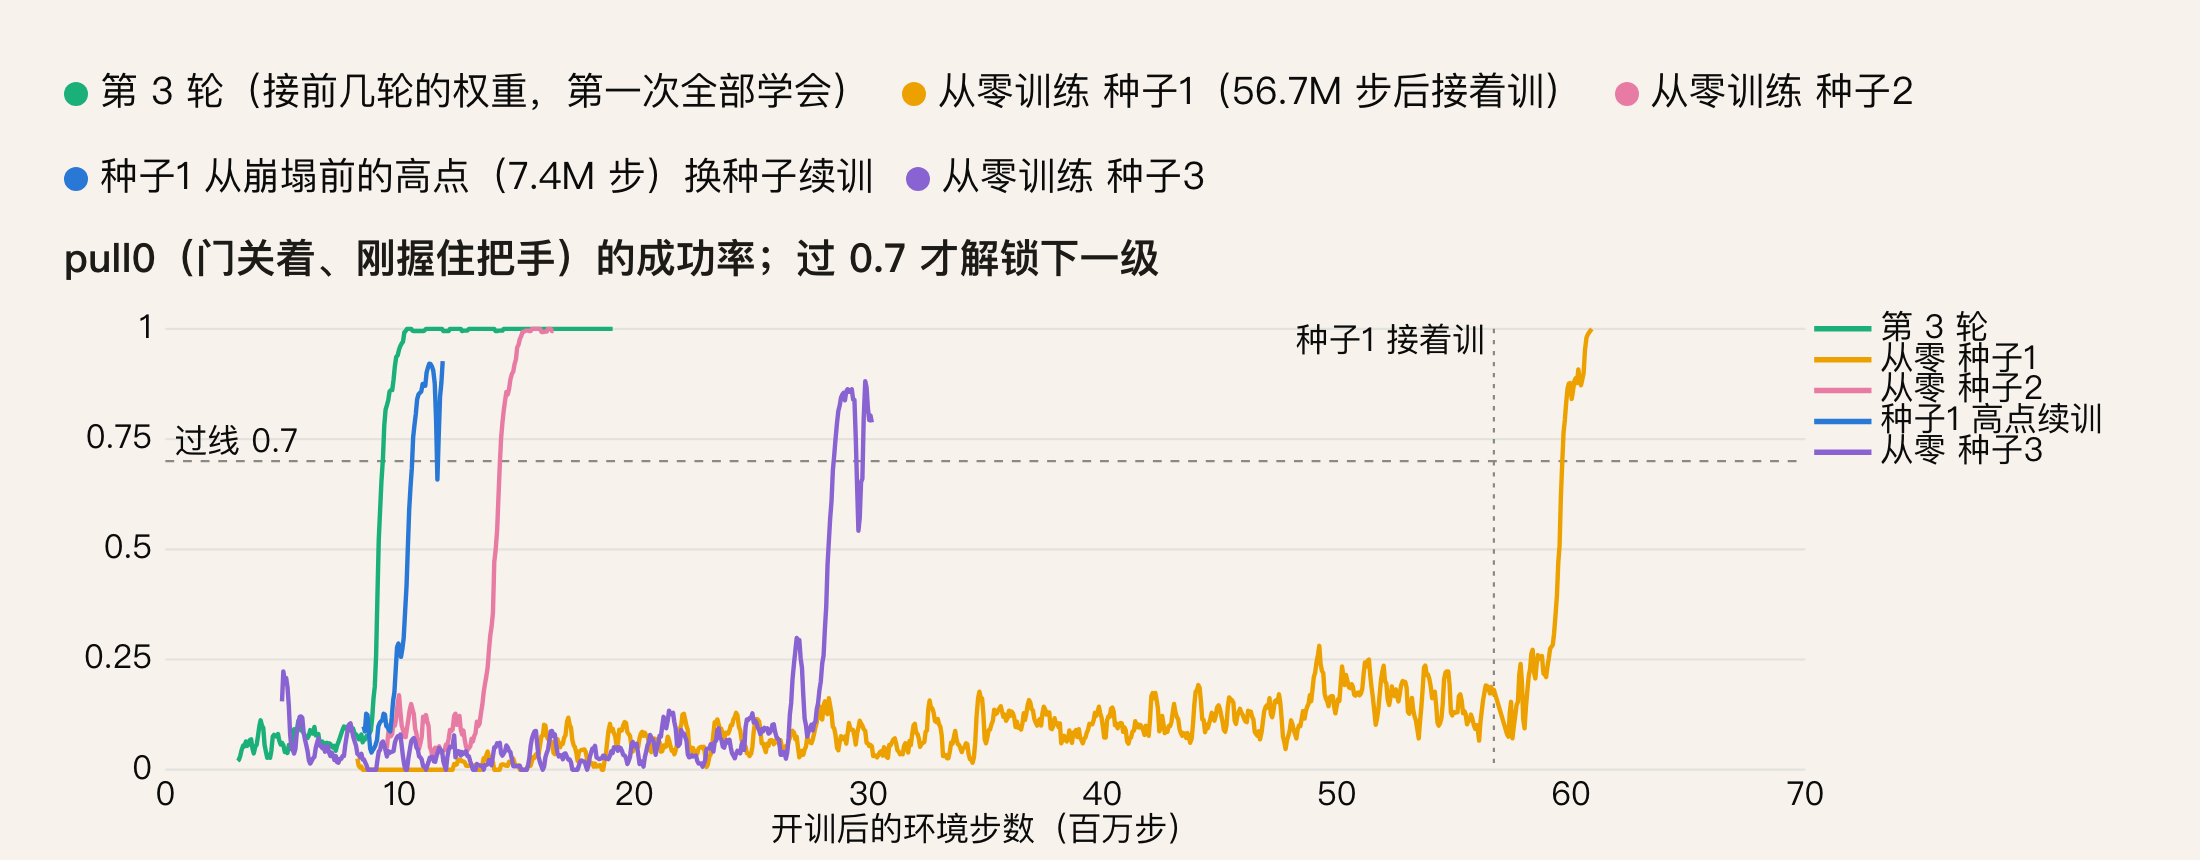 第 3 轮（接前几轮的权重，第一次全部学会） 从零训练 种子1（56.7M 步后接着训） 从零训练 种子2
种子1 从崩塌前的高点（7.4M 步）换种子续训 从零训练 种子3
pull0（门关着、刚握住把手）的成功率；过 0.7 才解锁下一级
1
0.75
0.5
0.25
0
过线 0.7
种子1 接着训
第 3 轮
从零 种子1
从零 种子2
种子1 高点续训
从零 种子3
0 10 20 30 40 50 60 70
开训后的环境步数（百万步）